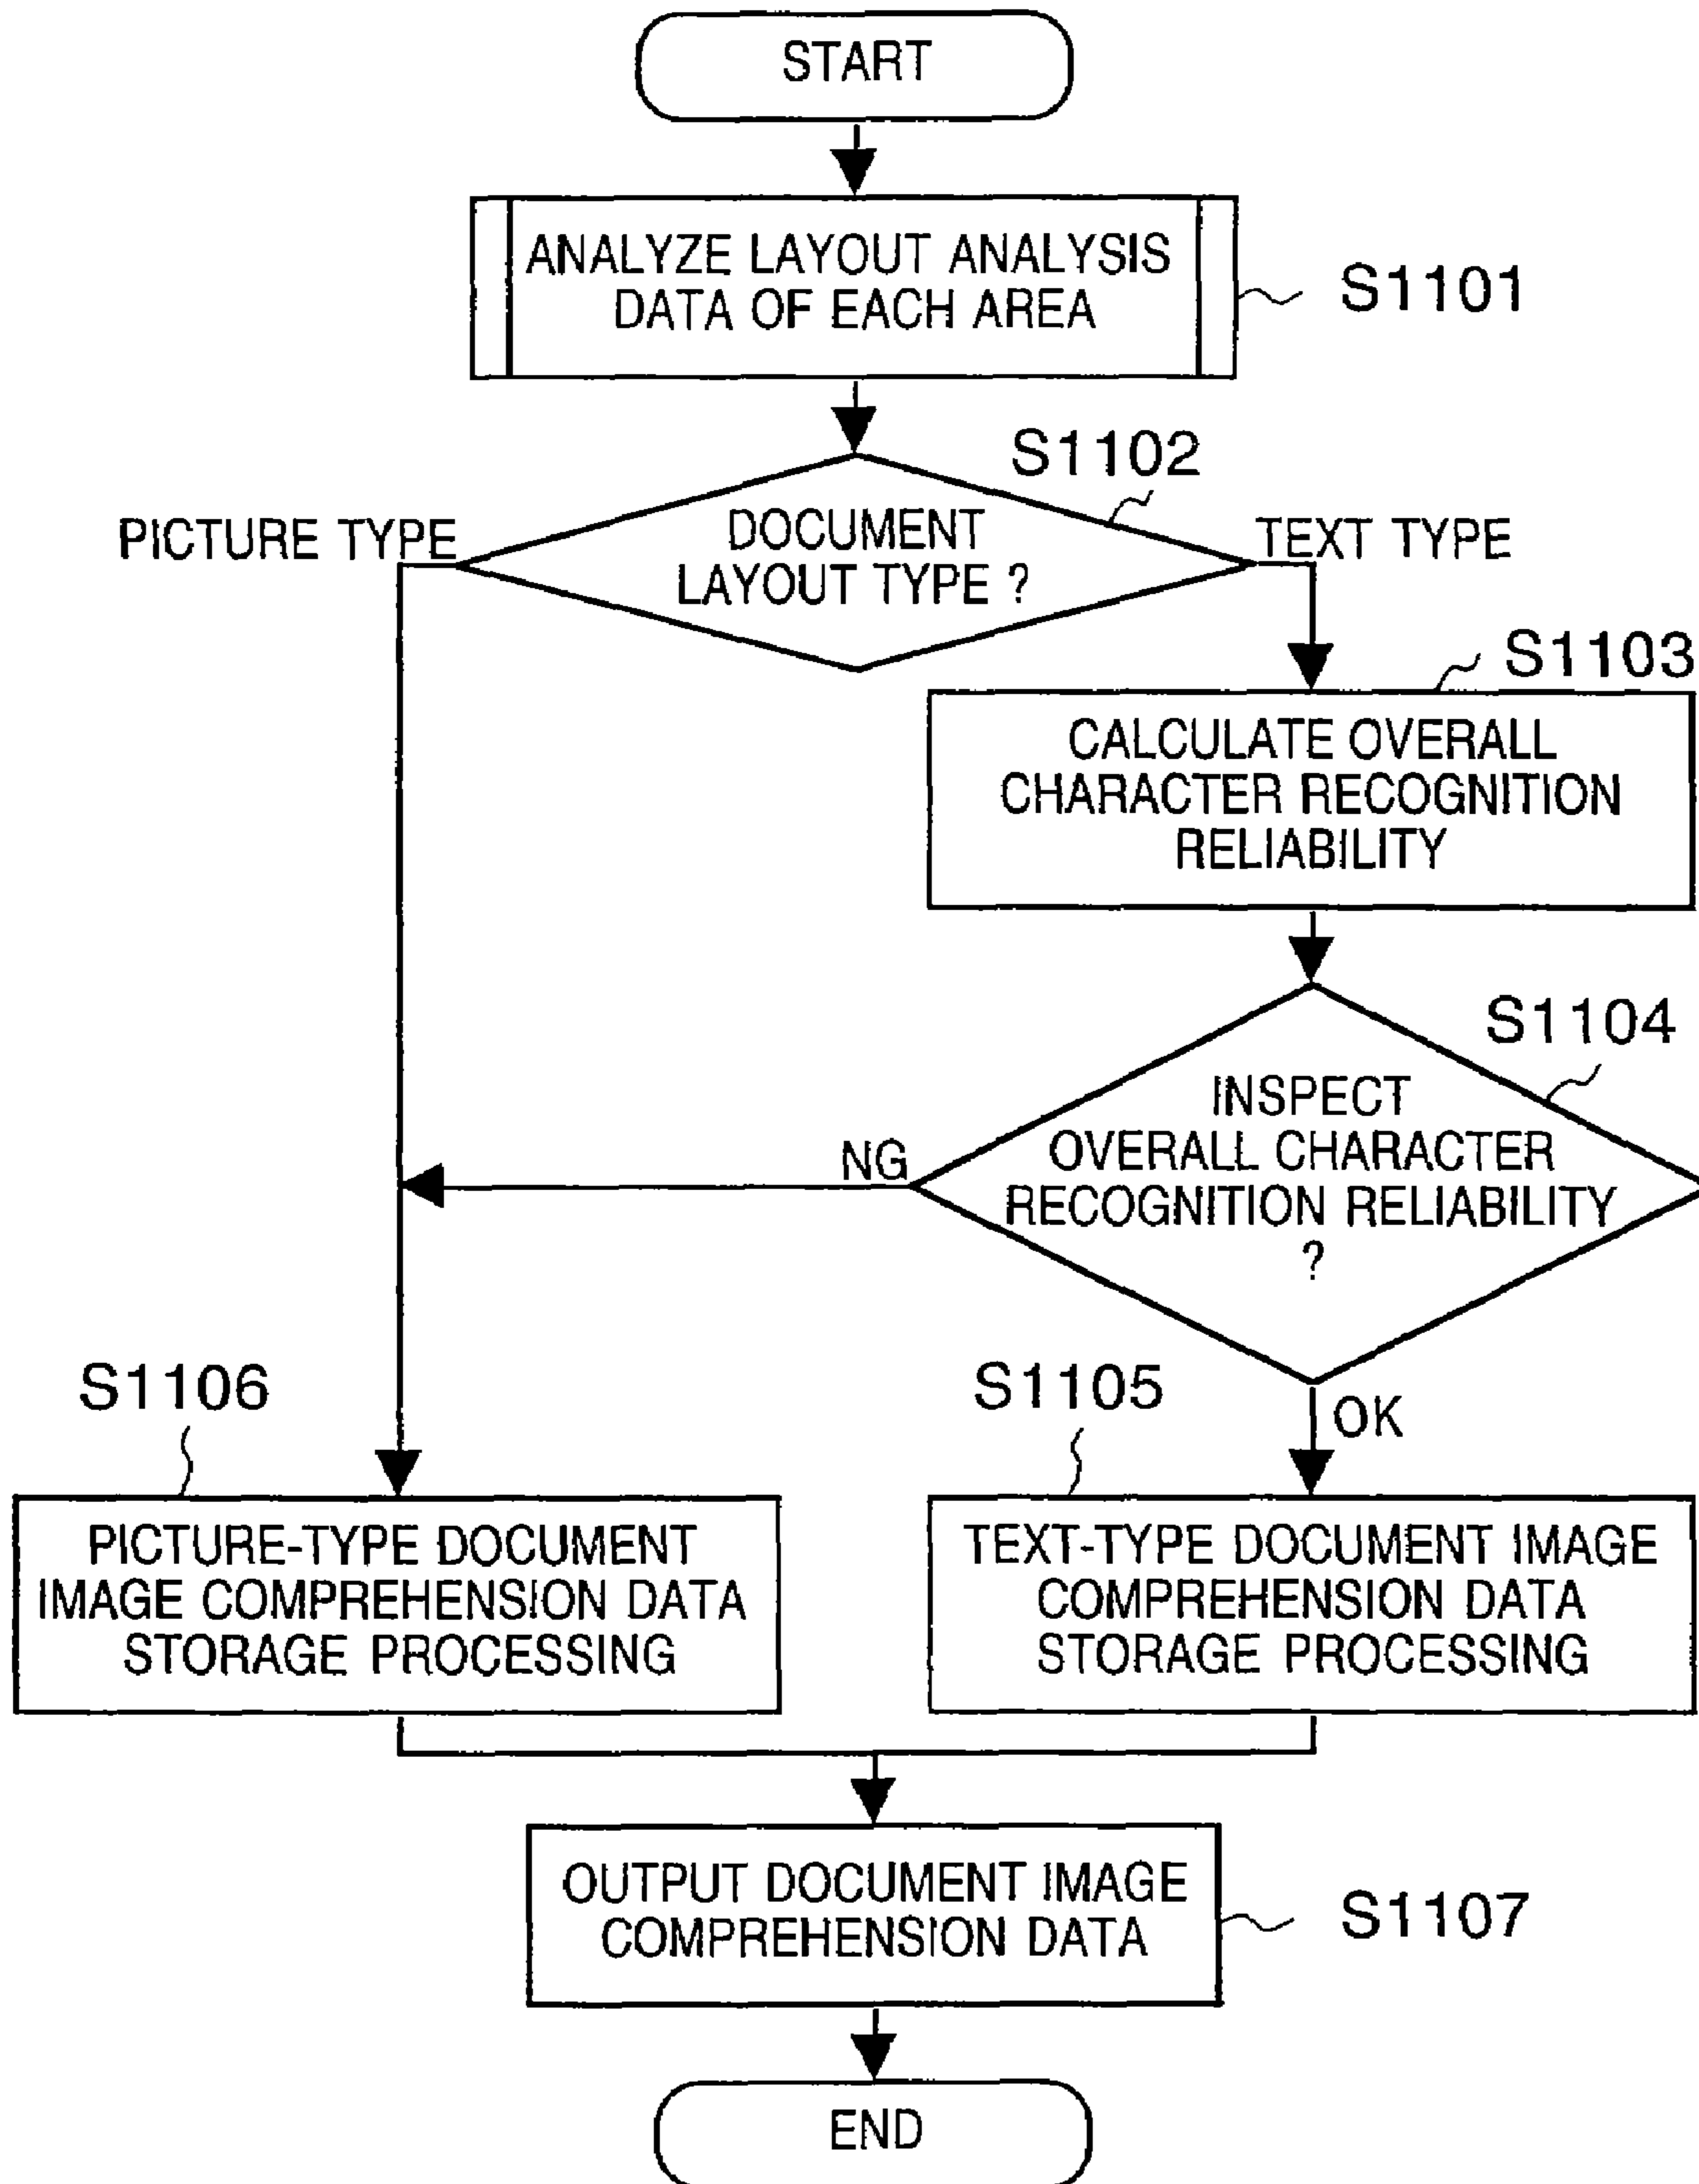 START
ANALYZE LAYOUT ANALYSIS
DATA OF EACH AREA
S1101
S1102
PICTURE TYPE
DOCUMENT
LAYOUT TYPE ?
TEXT TYPE
S1103
CALCULATE OVERALL
CHARACTER RECOGNITION
RELIABILITY
S1104
INSPECT
OVERALL CHARACTER
RECOGNITION RELIABILITY
?
NG
OK
S1106
S1105
PICTURE-TYPE DOCUMENT
IMAGE COMPREHENSION DATA
STORAGE PROCESSING
TEXT-TYPE DOCUMENT IMAGE
COMPREHENSION DATA
STORAGE PROCESSING
OUTPUT DOCUMENT IMAGE
COMPREHENSION DATA
S1107
END